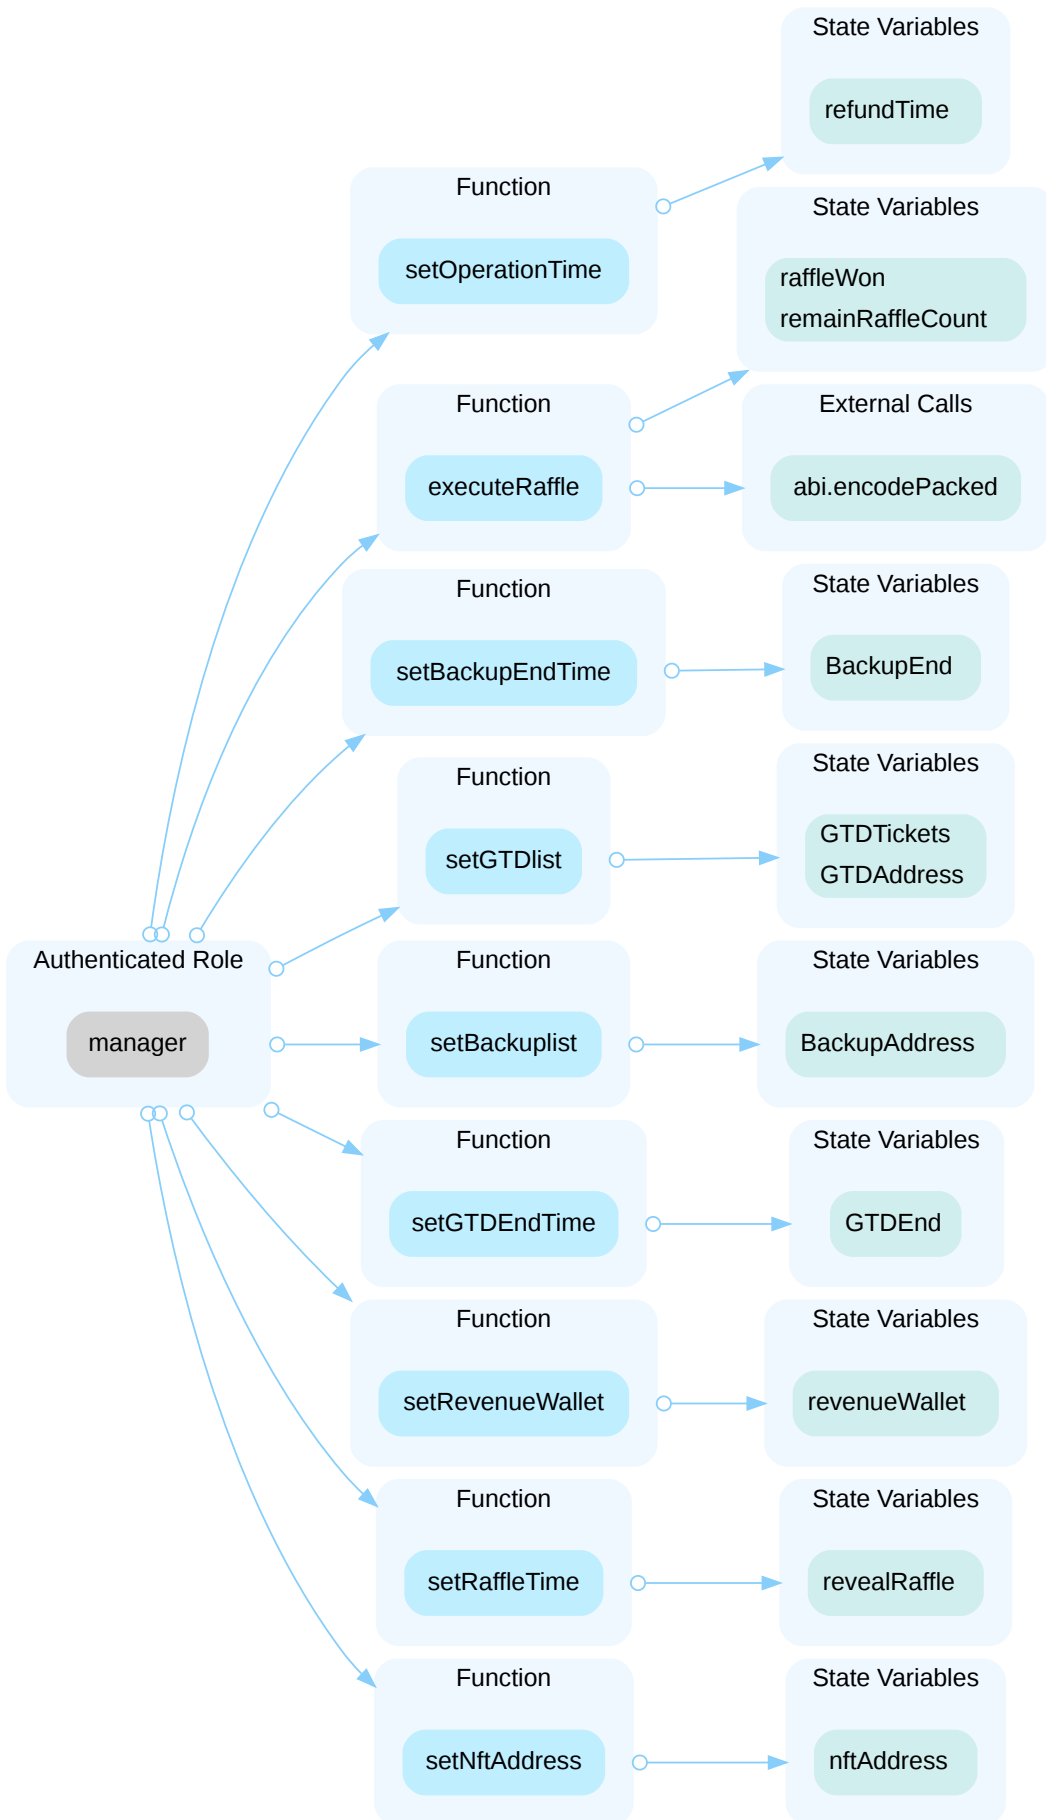 State Variables
refundTime
Function
setOperationTime
State Variables
raffleWon
remainRaffleCount
Function
executeRaffle
External Calls
abi.encodePacked
Function
setBackupEndTime
State Variables
BackupEnd
Function
setGTDlist
State Variables
GTDTickets
GTDAddress
Authenticated Role
manager
Function
setBackuplist
State Variables
BackupAddress
Function
setGTDEndTime
State Variables
GTDEnd
Function
setRevenueWallet
State Variables
revenueWallet
Function
setRaffleTime
State Variables
revealRaffle
Function
setNftAddress
State Variables
nftAddress